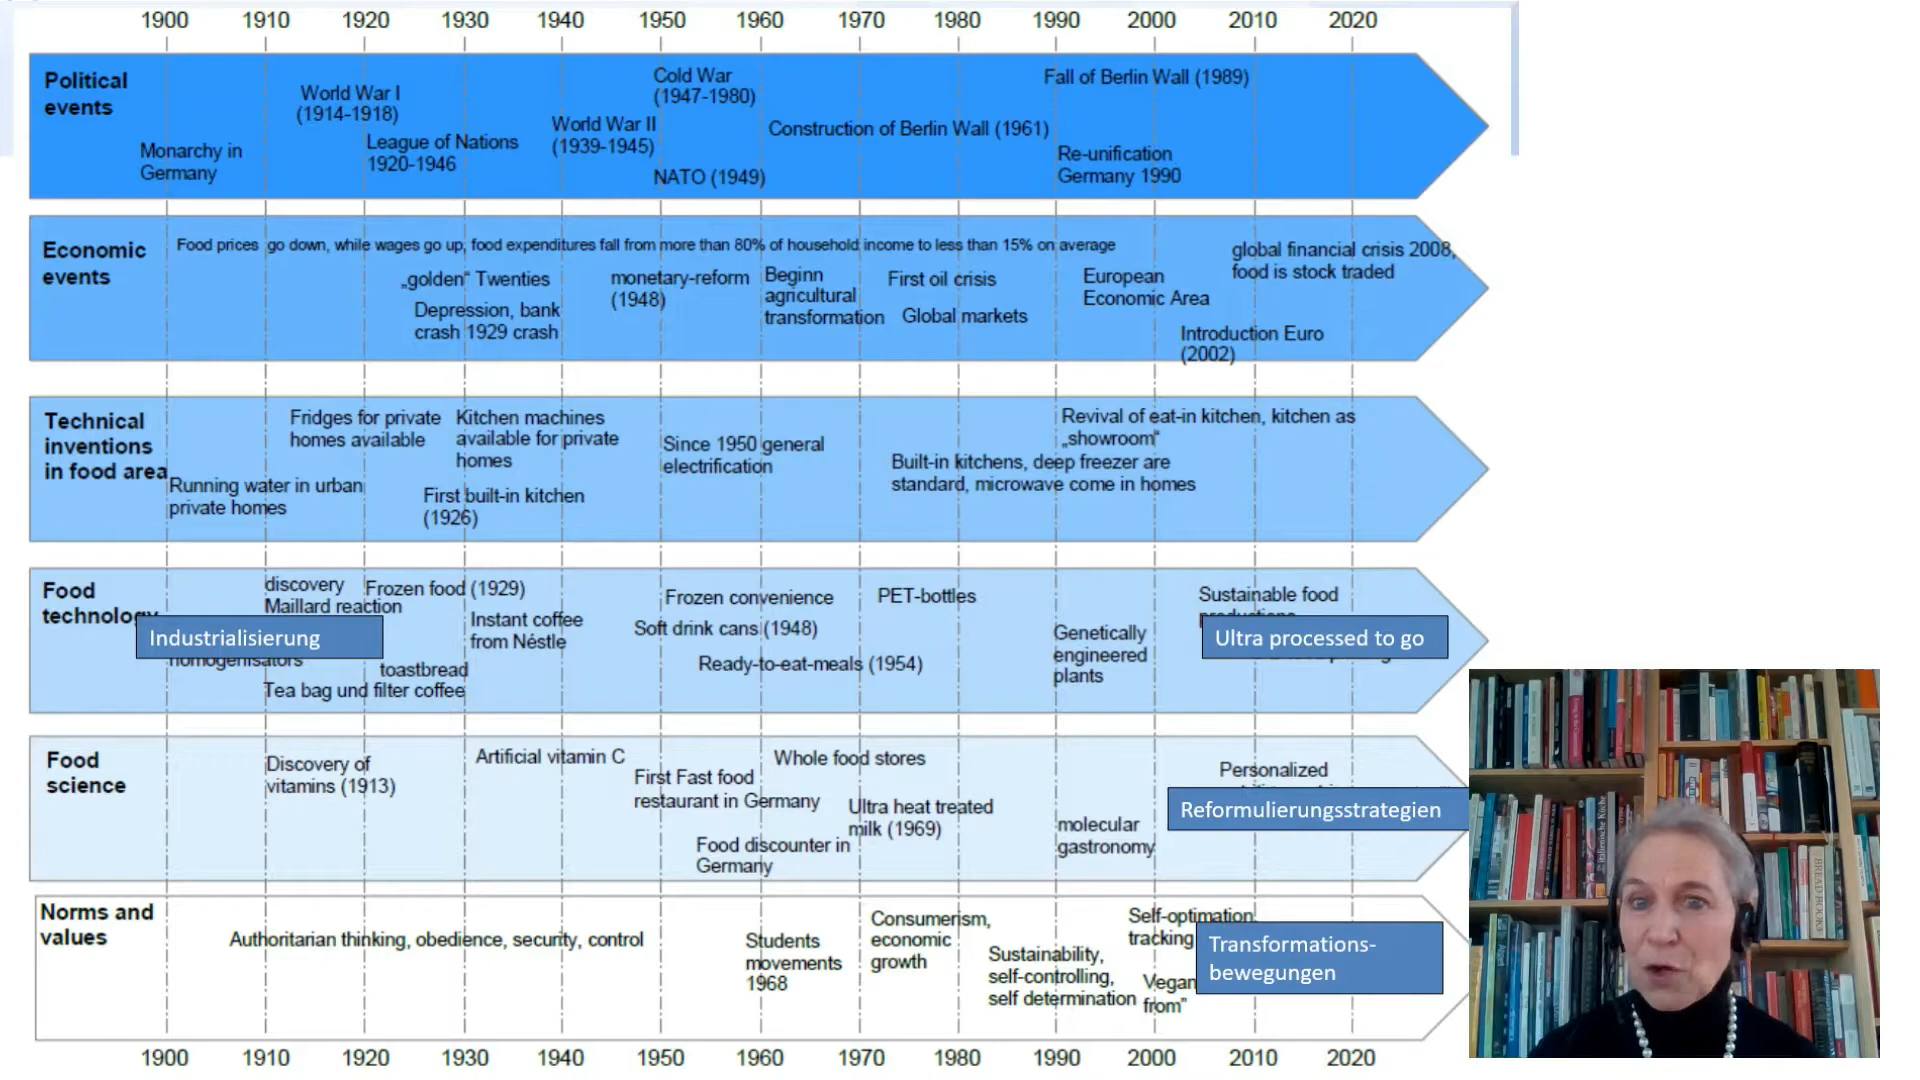 1900 1910 1920 1930 1940 1950 1960 1970 1980 1990 2000 2010 2020
Political
events
Monarchy in
Germany
World War I
(1914-1918)
League of Nations
1920-1946
World War II
(1939-1945)
Cold War
(1947-1980)
NATO (1949)
Construction of Berlin Wall (1961)
Fall of Berlin Wall (1989)
Re-unification
Germany 1990
Economic
events
Food prices go down, while wages go up, food expenditures fall from more than 80% of household income to less than 15% on average
„golden“ Twenties
Depression, bank
crash 1929 crash
monetary-reform
(1948)
Beginn
agricultural
transformation
First oil crisis
Global markets
European
Economic Area
Introduction Euro
(2002)
global financial crisis 2008,
food is stock traded
Technical
inventions
in food area
Running water in urban
private homes
Fridges for private
homes available
Kitchen machines
available for private
homes
First built-in kitchen
(1926)
Since 1950 general
electrification
Built-in kitchens, deep freezer are
standard, microwave come in homes
Revival of eat-in kitchen, kitchen as
„showroom“
Food
technology
Industrialisierung
homogenisators
discovery
Maillard reaction
Frozen food (1929)
Instant coffee
from Néstle
toastbread
Tea bag und filter coffee
Frozen convenience
Soft drink cans (1948)
Ready-to-eat-meals (1954)
PET-bottles
Genetically
engineered
plants
Sustainable food
Ultra processed to go
Food
science
Discovery of
vitamins (1913)
Artificial vitamin C
First Fast food
restaurant in Germany
Food discounter in
Germany
Whole food stores
Ultra heat treated
milk (1969)
molecular
gastronomy
Personalized
Reformulierungsstrategien
Norms and
values
Authoritarian thinking, obedience, security, control
Students
movements
1968
Consumerism,
economic
growth
Sustainability,
self-controlling,
self determination
Self-optimation,
tracking
Vegan
from”
Transformations-
bewegungen
1900 1910 1920 1930 1940 1950 1960 1970 1980 1990 2000 2010 2020